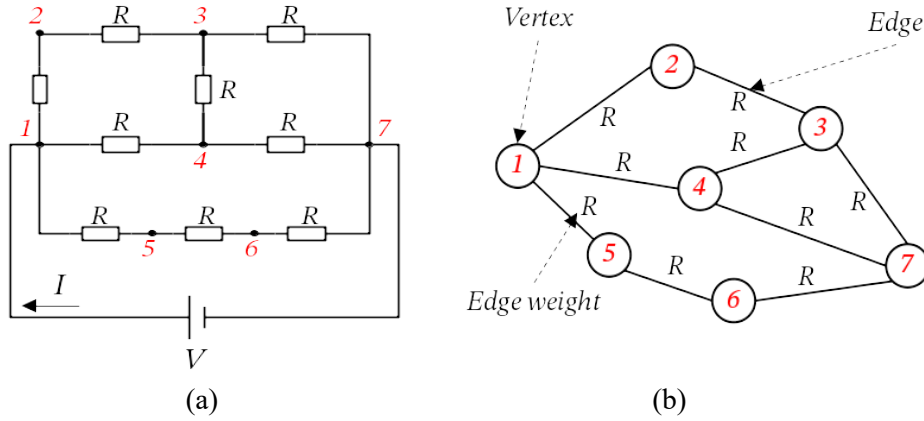 2 R 3 R
R
1 R 4 R 7
R 5 R 6 R
I
V
(a)
Vertex Edge
2
R R
3
1 R R
4
R R
5 R 7
R
6
Edge weight
(b)